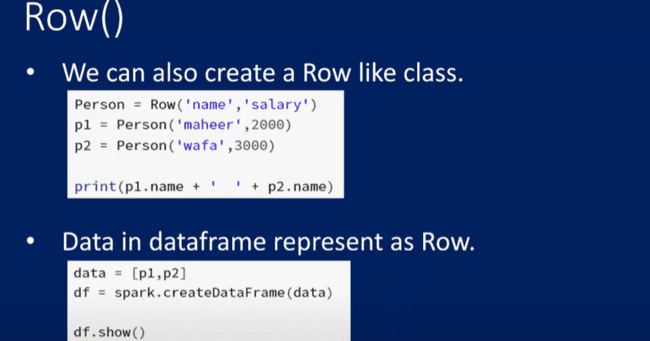 Row()
• We can also create a Row like class.
Person = Row('name','salary')
p1 = Person('maheer',2000)
p2 = Person('wafa',3000)
print(p1.name + ' ' + p2.name)
• Data in dataframe represent as Row.
data = [p1,p2]
df = spark.createDataFrame(data)
df.show()